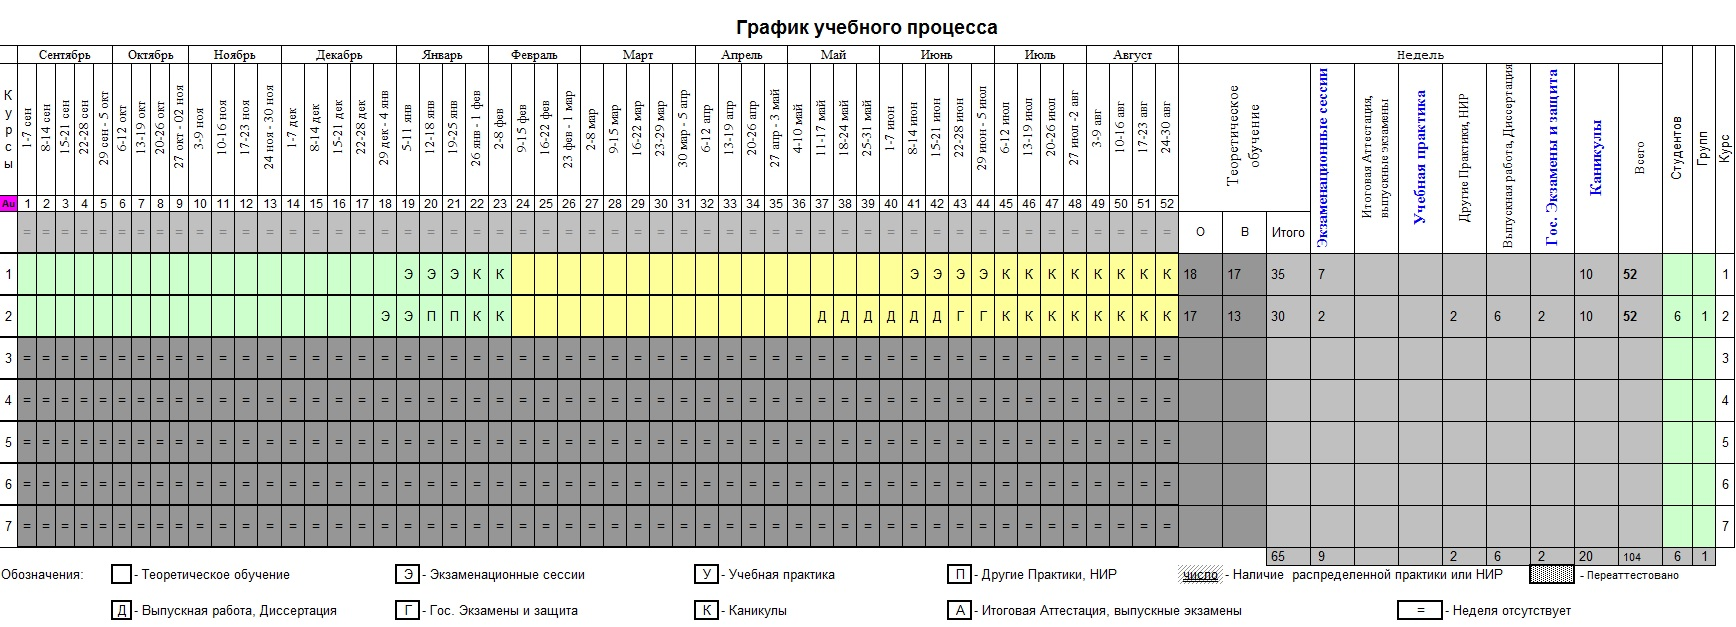 График учебного процесса
Курсы Сентябрь Октябрь Ноябрь Декабрь Январь Февраль Март Апрель Май Июнь Июль Август Недель Студентов Групп Курс
1-7 сен 8-14 сен 15-21 сен 22-28 сен 29 сен - 5 окт 6-12 окт 13-19 окт 20-26 окт 27 окт - 02 ноя 3-9 ноя 10-16 ноя 17-23 ноя 24 ноя - 30 ноя 1-7 дек 8-14 дек 15-21 дек 22-28 дек 29 дек - 4 янв 5-11 янв 12-18 янв 19-25 янв 26 янв - 1 фев 2-8 фев 9-15 фев 16-22 фев 23 фев - 1 мар 2-8 мар 9-15 мар 16-22 мар 23-29 мар 30 мар - 5 апр 6-12 апр 13-19 апр 20-26 апр 27 апр - 3 май 4-10 май 11-17 май 18-24 май 25-31 май 1-7 июн 8-14 июн 15-21 июн 22-28 июн 29 июн - 5 июл 6-12 июл 13-19 июл 20-26 июл 27 июл -2 авг 3-9 авг 10-16 авг 17-23 авг 24-30 авг Теоретическое обучение Экзаменационные сессии Итоговая Аттестация, выпускные экзамены Учебная практика Другие Практики, НИР Выпускная работа, Диссертация Гос. Экзамены и защита Каникулы Всего
Au 1 2 3 4 5 6 7 8 9 10 11 12 13 14 15 16 17 18 19 20 21 22 23 24 25 26 27 28 29 30 31 32 33 34 35 36 37 38 39 40 41 42 43 44 45 46 47 48 49 50 51 52
= = = = = = = = = = = = = = = = = = = = = = = = = = = = = = = = = = = = = = = = = = = = = = = = = = = = О В Итого
1 Э Э Э К К Э Э Э Э К К К К К К К К 18 17 35 7 10 52 1
2 Э Э П П К К Д Д Д Д Д Д Г Г К К К К К К К К 17 13 30 2 2 6 2 10 52 6 1 2
3 = = = = = = = = = = = = = = = = = = = = = = = = = = = = = = = = = = = = = = = = = = = = = = = = = = = = 3
4 = = = = = = = = = = = = = = = = = = = = = = = = = = = = = = = = = = = = = = = = = = = = = = = = = = = = 4
5 = = = = = = = = = = = = = = = = = = = = = = = = = = = = = = = = = = = = = = = = = = = = = = = = = = = = 5
6 = = = = = = = = = = = = = = = = = = = = = = = = = = = = = = = = = = = = = = = = = = = = = = = = = = = = 6
7 = = = = = = = = = = = = = = = = = = = = = = = = = = = = = = = = = = = = = = = = = = = = = = = = = = = = 7
65 9 2 6 2 20 104 6 1
Обозначения: - Теоретическое обучение Э - Экзаменационные сессии У - Учебная практика П - Другие Практики, НИР число - Наличие распределенной практики или НИР - Переаттестовано
Д - Выпускная работа, Диссертация Г - Гос. Экзамены и защита К - Каникулы А - Итоговая Аттестация, выпускные экзамены = - Неделя отсутствует